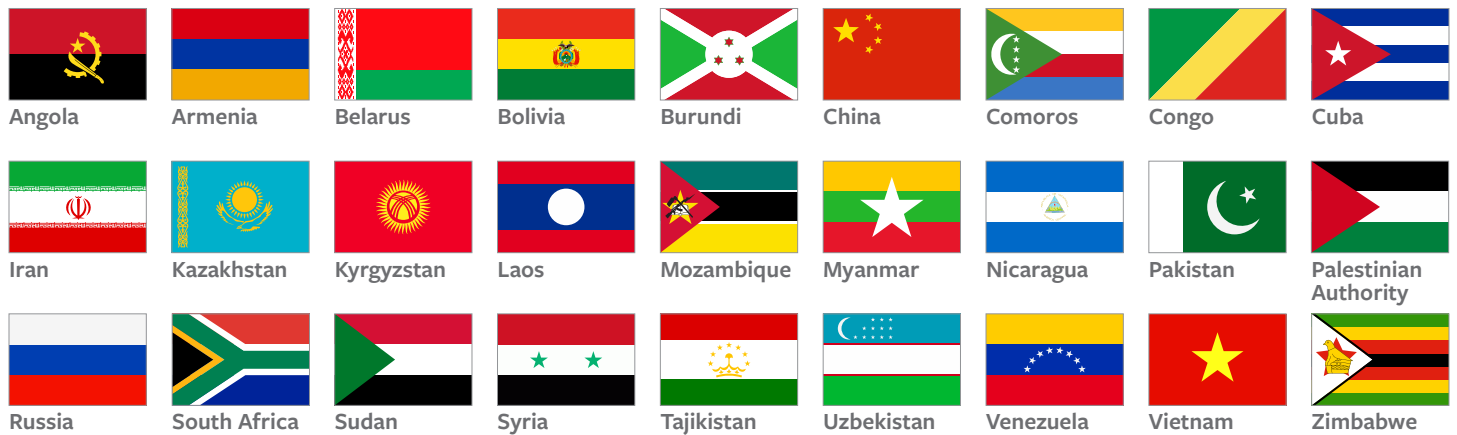 Angola
Armenia
Belarus
Bolivia
Burundi
China
Comoros
Congo
Cuba
Iran
Kazakhstan
Kyrgyzstan
Laos
Mozambique
Myanmar
Nicaragua
Pakistan
Palestinian
Authority
Russia
South Africa
Sudan
Syria
Tajikistan
Uzbekistan
Venezuela
Vietnam
Zimbabwe